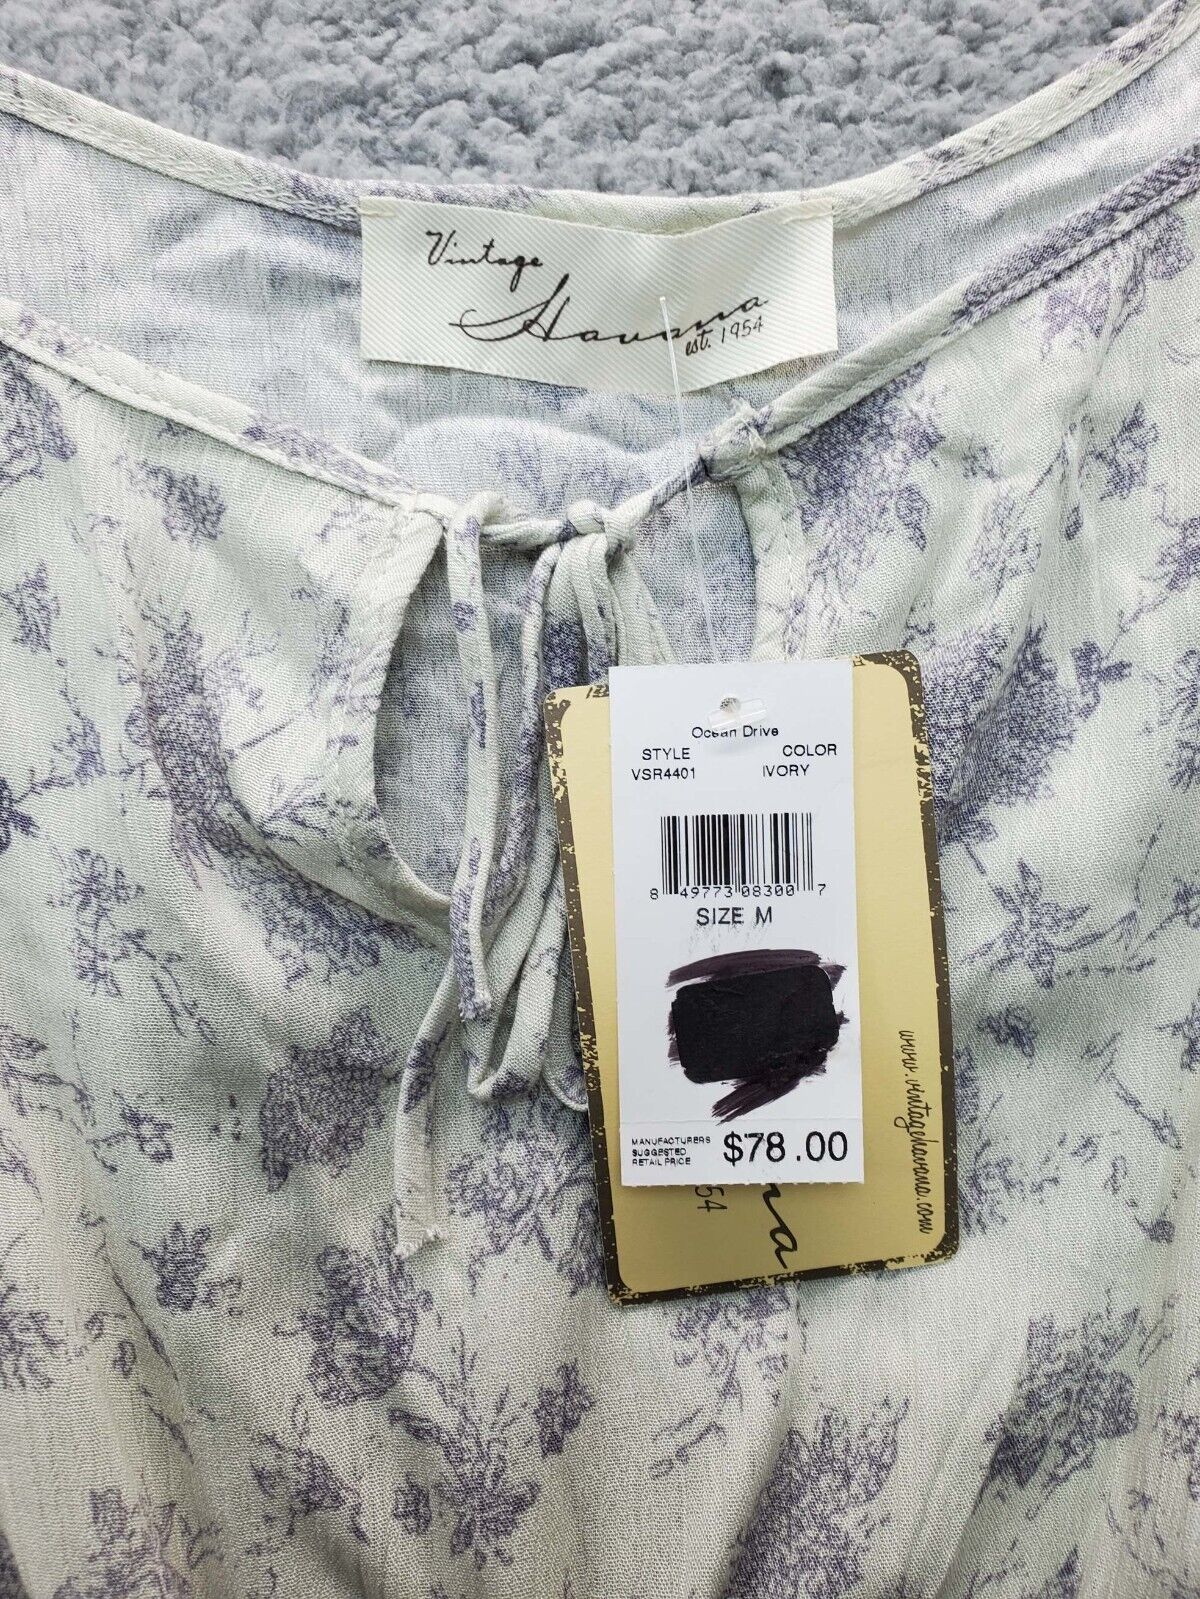 Vintage
Havana
est. 1954
Ocean Drive
STYLE COLOR
VSR4401 IVORY
8 49773 08300 7
SIZE M
MANUFACTURERS
SUGGESTED
RETAIL PRICE
$78.00
www.vintagehavana.com
54